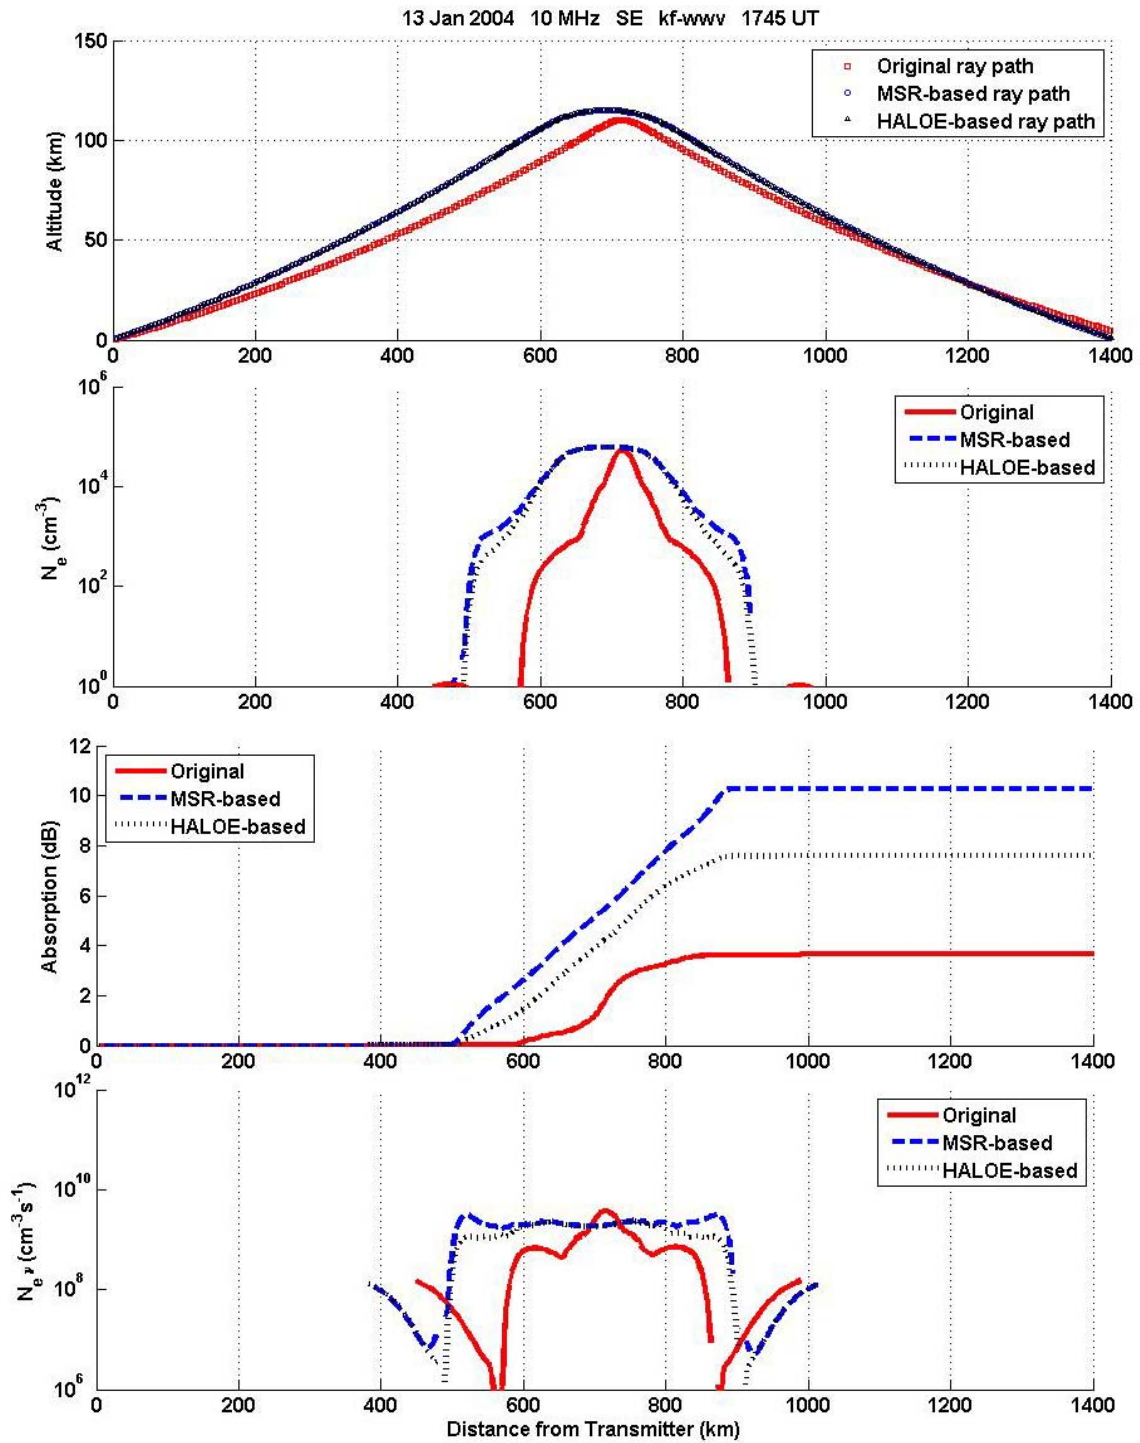 13 Jan 2004 10 MHz SE kf-wwv 1745 UT
150
100
50
0
Altitude (km)
Original ray path
MSR-based ray path
HALOE-based ray path
0 200 400 600 800 1000 1200 1400
10^6
10^4
10^2
10^0
N_e (cm^-3)
Original
MSR-based
HALOE-based
0 200 400 600 800 1000 1200 1400
12
10
8
6
4
2
0
Absorption (dB)
Original
MSR-based
HALOE-based
0 200 400 600 800 1000 1200 1400
10^12
10^10
10^8
10^6
N_e ν (cm^-3 s^-1)
Original
MSR-based
HALOE-based
0 200 400 600 800 1000 1200 1400
Distance from Transmitter (km)